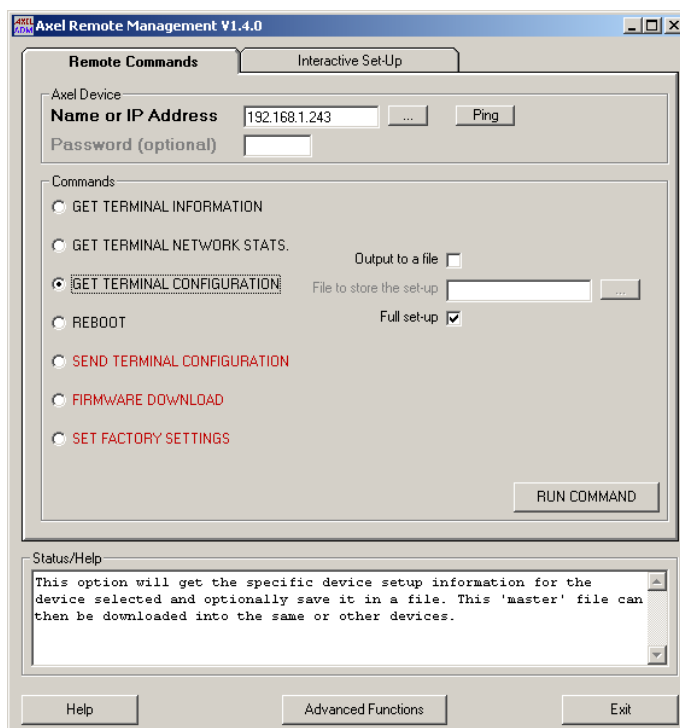 AXEL
ADM
Axel Remote Management V1.4.0
Remote Commands
Interactive Set-Up
Axel Device
Name or IP Address
192.168.1.243
...
Ping
Password (optional)
Commands
GET TERMINAL INFORMATION
GET TERMINAL NETWORK STATS.
Output to a file
GET TERMINAL CONFIGURATION
File to store the set-up
...
REBOOT
Full set-up
SEND TERMINAL CONFIGURATION
FIRMWARE DOWNLOAD
SET FACTORY SETTINGS
RUN COMMAND
Status/Help
This option will get the specific device setup information for the
device selected and optionally save it in a file. This 'master' file can
then be downloaded into the same or other devices.
Help
Advanced Functions
Exit